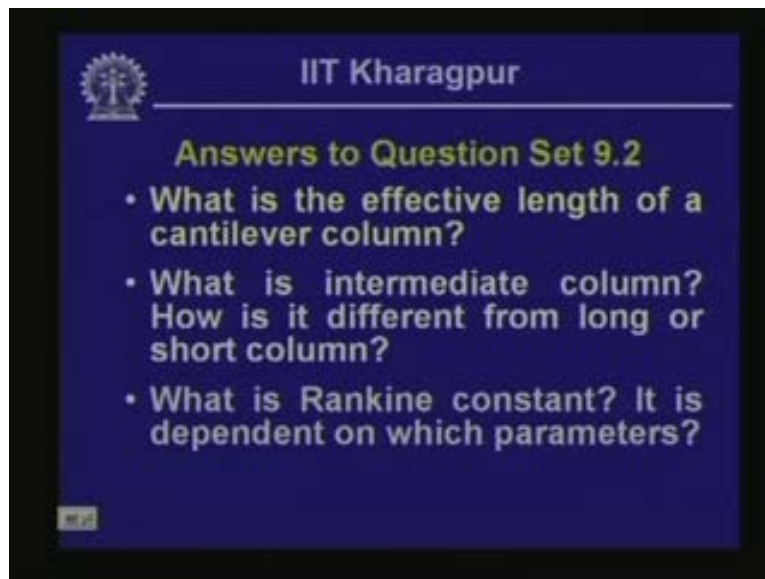 IIT Kharagpur
Answers to Question Set 9.2
• What is the effective length of a
cantilever column?
• What is intermediate column?
How is it different from long or
short column?
• What is Rankine constant? It is
dependent on which parameters?